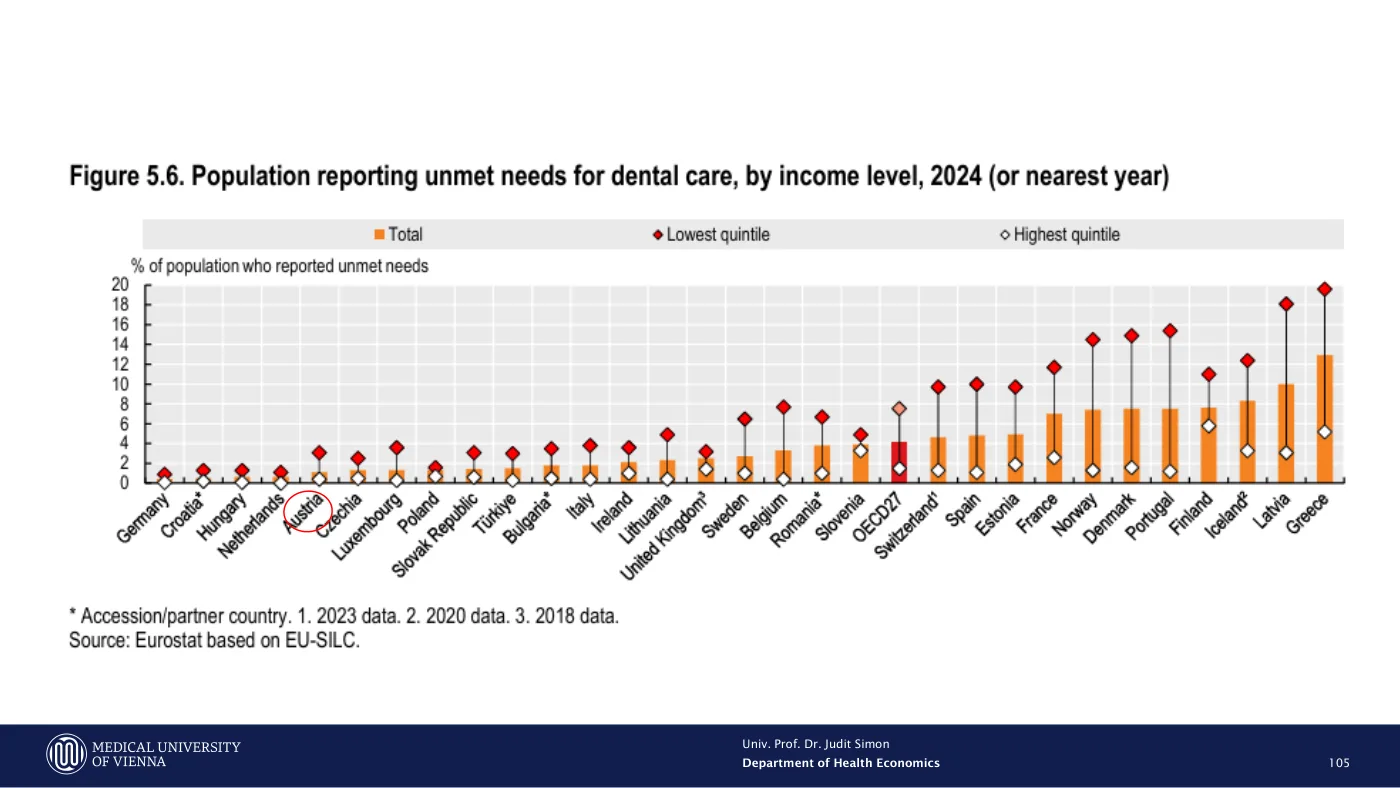 Figure 5.6. Population reporting unmet needs for dental care, by income level, 2024 (or nearest year)
Total
Lowest quintile
Highest quintile
% of population who reported unmet needs
20
18
16
14
12
10
8
6
4
2
0
Germany
Croatia*
Hungary
Netherlands
Austria
Czechia
Luxembourg
Poland
Slovak Republic
Türkiye
Bulgaria*
Italy
Ireland
Lithuania
United Kingdom³
Sweden
Belgium
Romania*
Slovenia
OECD27
Switzerland¹
Spain
Estonia
France
Norway
Denmark
Portugal
Finland
Iceland²
Latvia
Greece
* Accession/partner country. 1. 2023 data. 2. 2020 data. 3. 2018 data.
Source: Eurostat based on EU-SILC.
MEDICAL UNIVERSITY
OF VIENNA
Univ. Prof. Dr. Judit Simon
Department of Health Economics
105